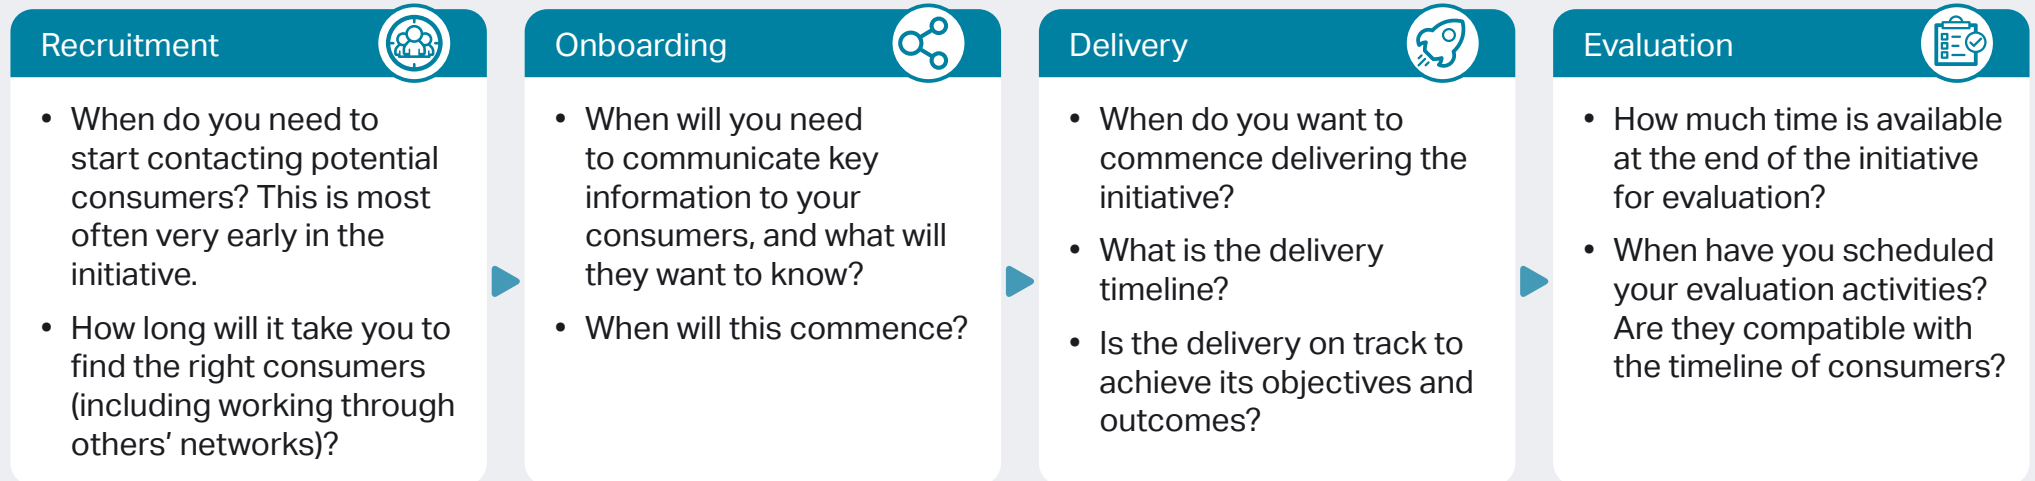 Recruitment
• When do you need to
start contacting potential
consumers? This is most
often very early in the
initiative.
• How long will it take you to
find the right consumers
(including working through
others’ networks)?
Onboarding
• When will you need
to communicate key
information to your
consumers, and what will
they want to know?
• When will this commence?
Delivery
• When do you want to
commence delivering the
initiative?
• What is the delivery
timeline?
• Is the delivery on track to
achieve its objectives and
outcomes?
Evaluation
• How much time is available
at the end of the initiative
for evaluation?
• When have you scheduled
your evaluation activities?
Are they compatible with
the timeline of consumers?